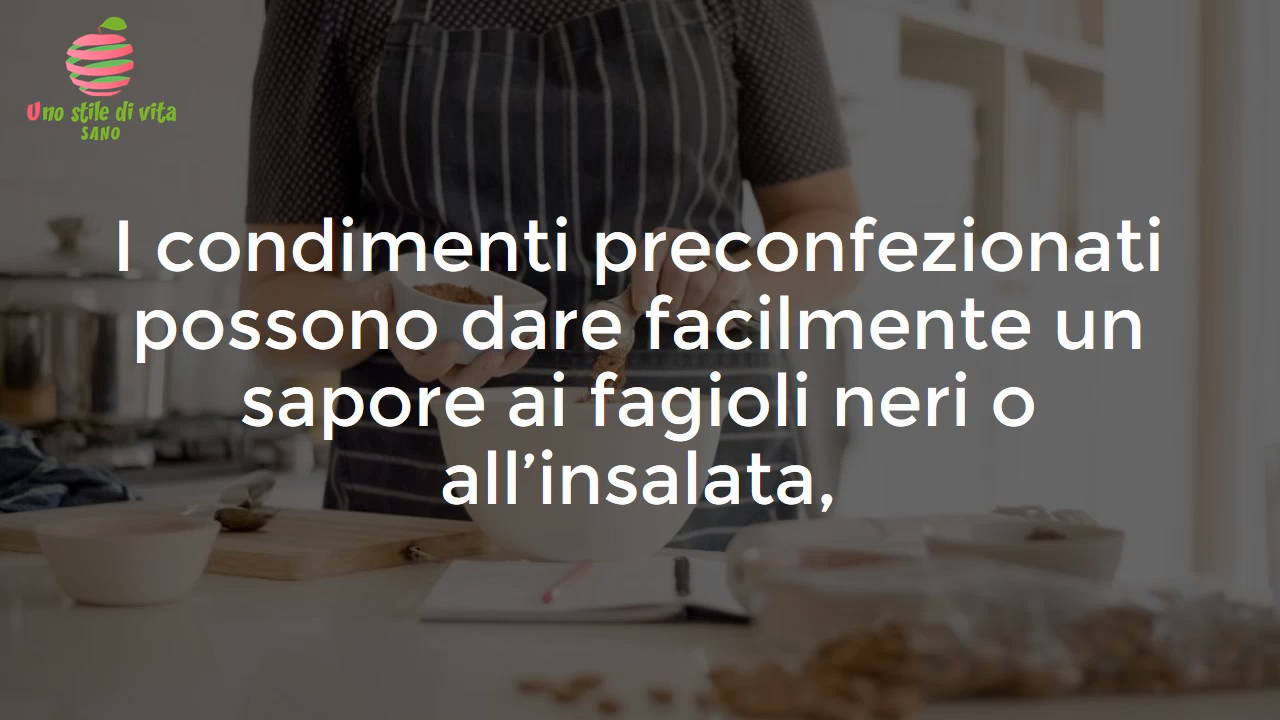 Uno stile di vita
SANO
I condimenti preconfezionati
possono dare facilmente un
sapore ai fagioli neri o
all’insalata,